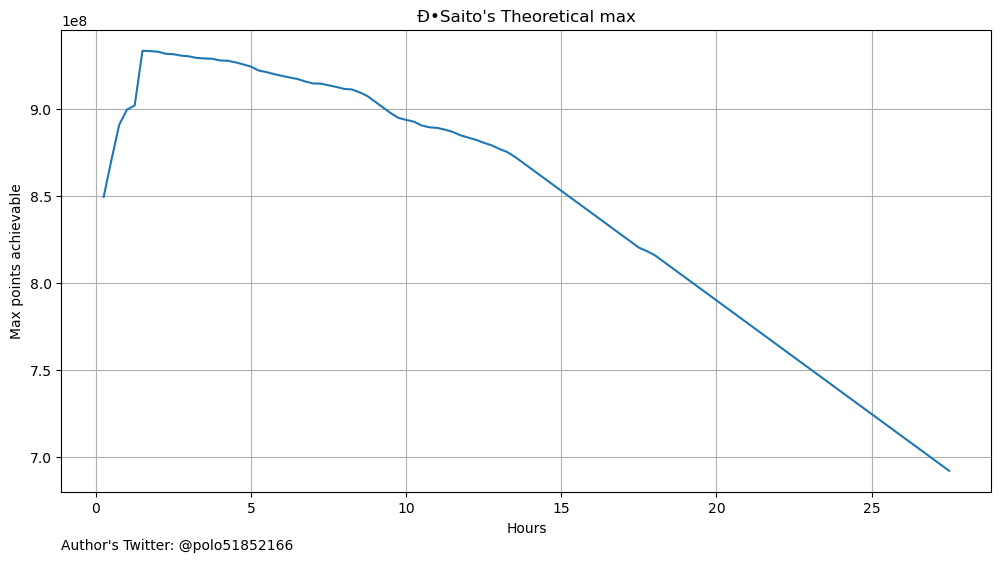 Đ•Saito's Theoretical max
1e8
9.0
8.5
8.0
7.5
7.0
Max points achievable
0 5 10 15 20 25
Hours
Author's Twitter: @polo51852166